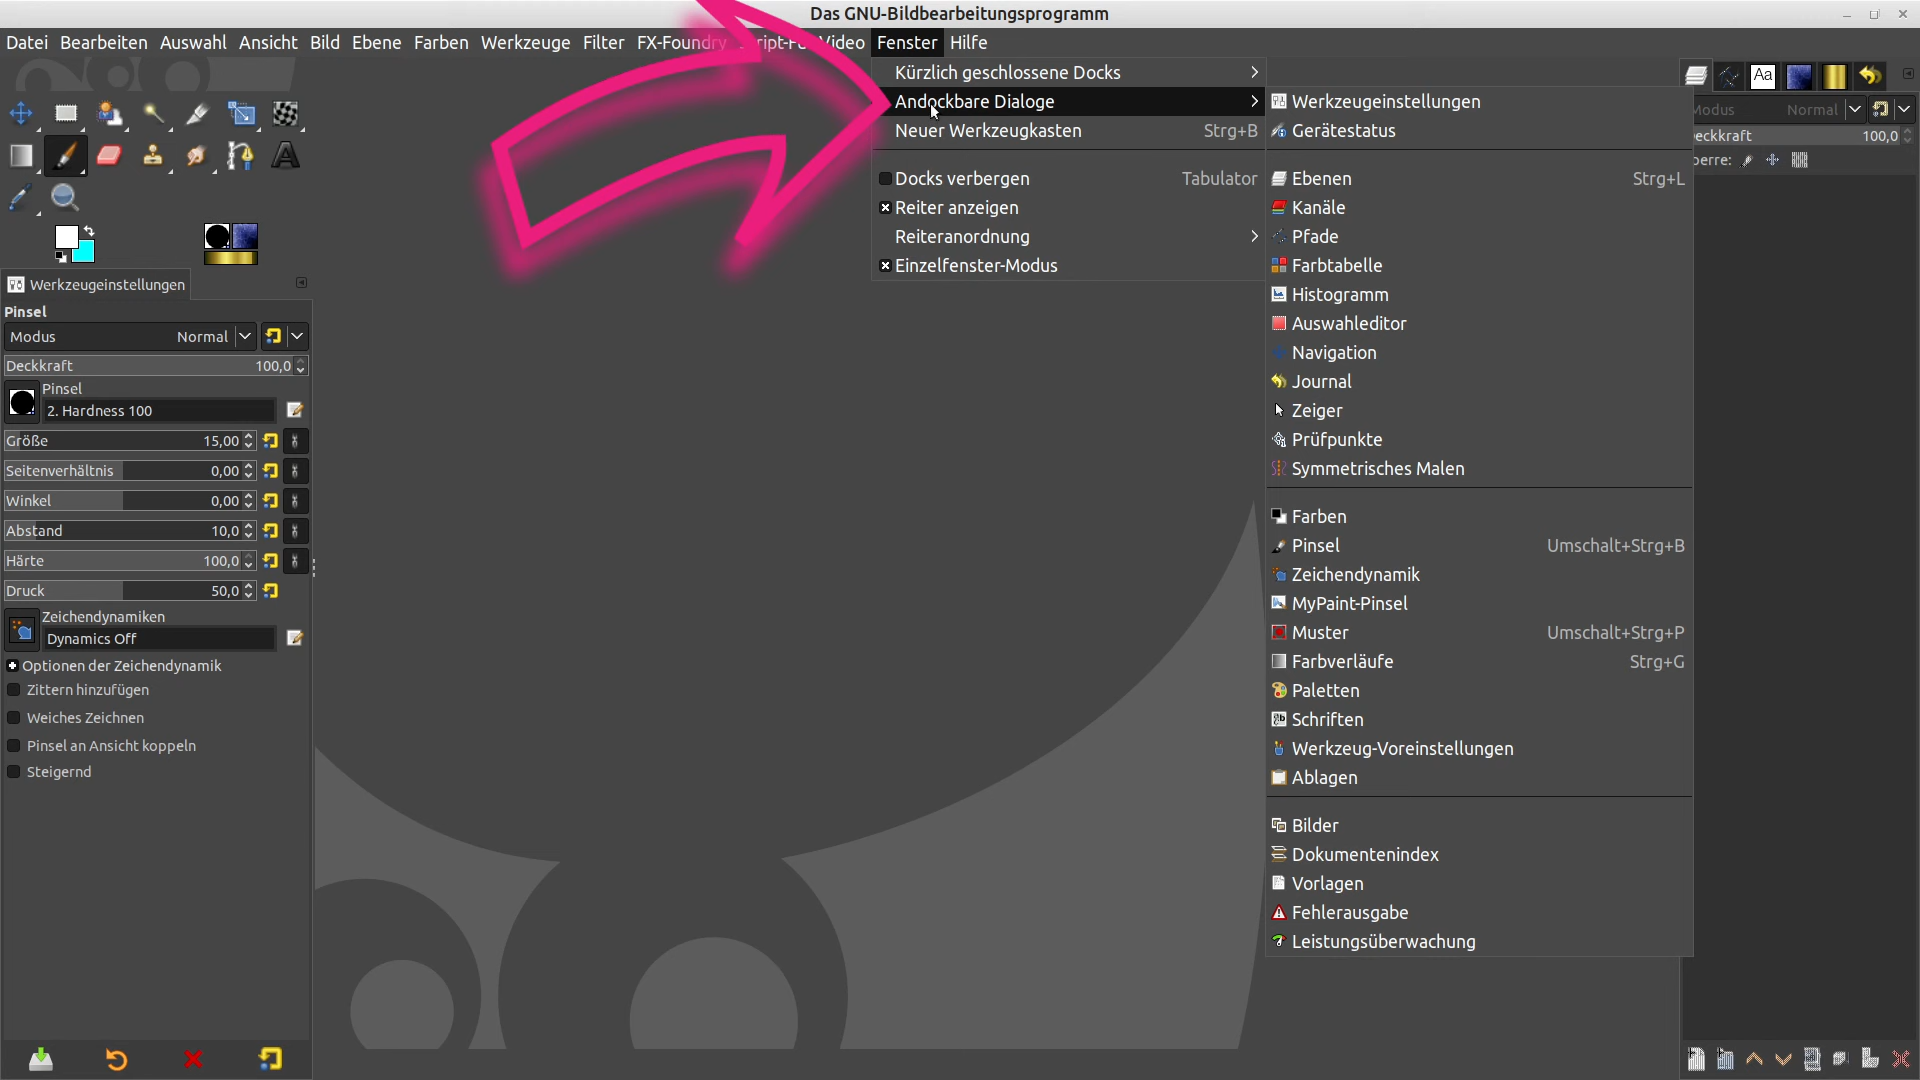 Das GNU-Bildbearbeitungsprogramm
Datei Bearbeiten Auswahl Ansicht Bild Ebene Farben Werkzeuge Filter FX-Foundry Video Fenster Hilfe
Kürzlich geschlossene Docks
Andockbare Dialoge
Neuer Werkzeugkasten Strg+B
Docks verbergen Tabulator
Reiter anzeigen
Reiteranordnung
Einzelfenster-Modus
Werkzeugeinstellungen
Gerätestatus
Ebenen Strg+L
Kanäle
Pfade
Farbtabelle
Histogramm
Auswahleditor
Navigation
Journal
Zeiger
Prüfpunkte
Symmetrisches Malen
Farben
Pinsel Umschalt+Strg+B
Zeichendynamik
MyPaint-Pinsel
Muster Umschalt+Strg+P
Farbverläufe Strg+G
Paletten
Schriften
Werkzeug-Voreinstellungen
Ablagen
Bilder
Dokumentenindex
Vorlagen
Fehlerausgabe
Leistungsüberwachung
Werkzeugeinstellungen
Pinsel
Modus Normal
Deckkraft 100,0
Pinsel
2. Hardness 100
Größe 15,00
Seitenverhältnis 0,00
Winkel 0,00
Abstand 10,0
Härte 100,0
Druck 50,0
Zeichendynamiken
Dynamics Off
Optionen der Zeichendynamik
Zittern hinzufügen
Weiches Zeichnen
Pinsel an Ansicht koppeln
Steigernd
Aa
Modus Normal
eckkraft 100,0
perre: